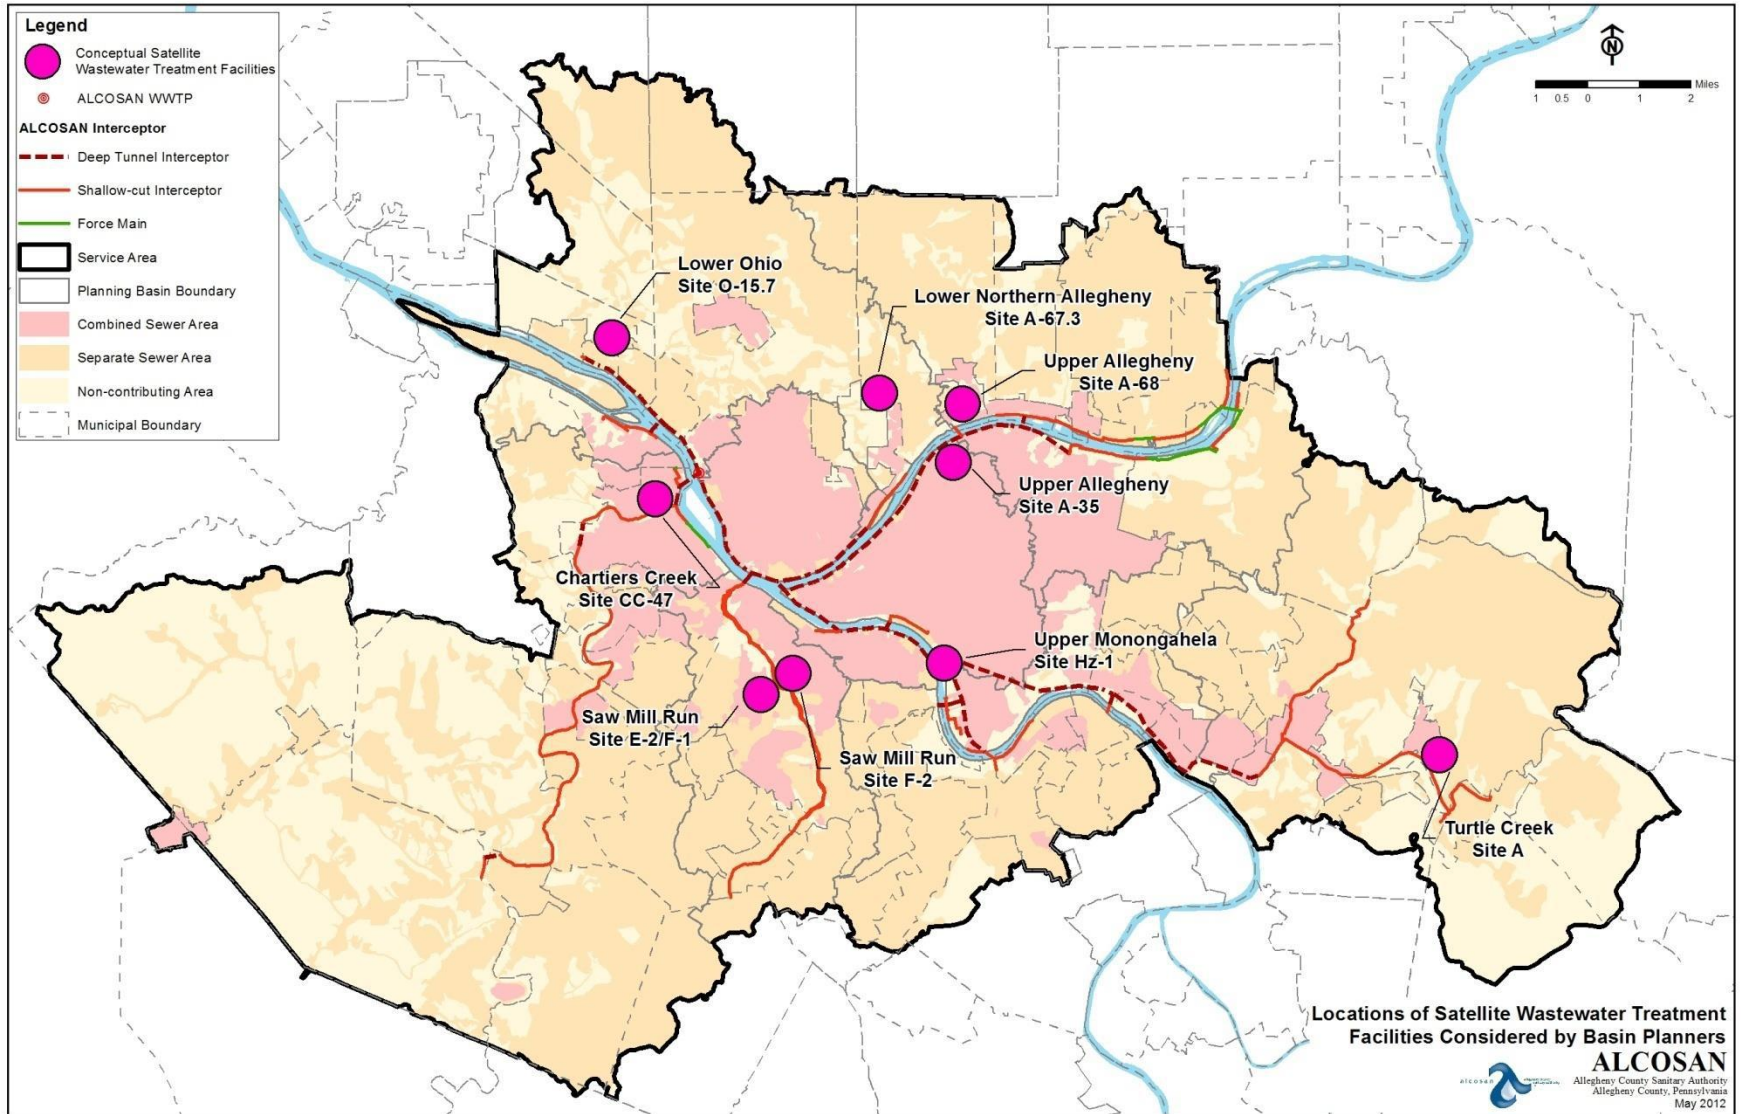 Legend
Conceptual Satellite
Wastewater Treatment Facilities
ALCOSAN WWTP
ALCOSAN Interceptor
Deep Tunnel Interceptor
Shallow-cut Interceptor
Force Main
Service Area
Planning Basin Boundary
Combined Sewer Area
Separate Sewer Area
Non-contributing Area
Municipal Boundary
N
Miles
1 0.5 0 1 2
Lower Ohio
Site O-15.7
Lower Northern Allegheny
Site A-67.3
Upper Allegheny
Site A-68
Upper Allegheny
Site A-35
Chartiers Creek
Site CC-47
Upper Monongahela
Site Hz-1
Saw Mill Run
Site E-2/F-1
Saw Mill Run
Site F-2
Turtle Creek
Site A
Locations of Satellite Wastewater Treatment
Facilities Considered by Basin Planners
ALCOSAN
alcosan
Allegheny County Sanitary Authority
Allegheny County, Pennsylvania
May 2012